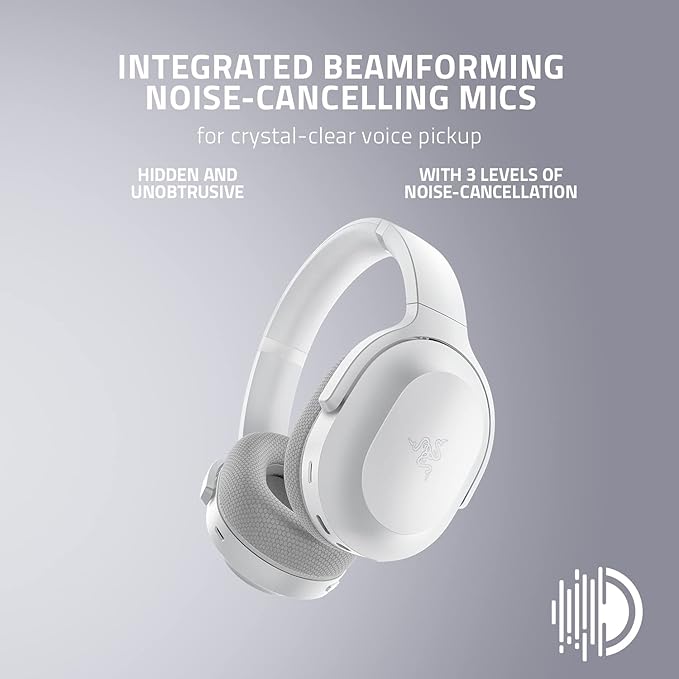 INTEGRATED BEAMFORMING
NOISE-CANCELLING MICS
for crystal-clear voice pickup
HIDDEN AND
UNOBTRUSIVE
WITH 3 LEVELS OF
NOISE-CANCELLATION